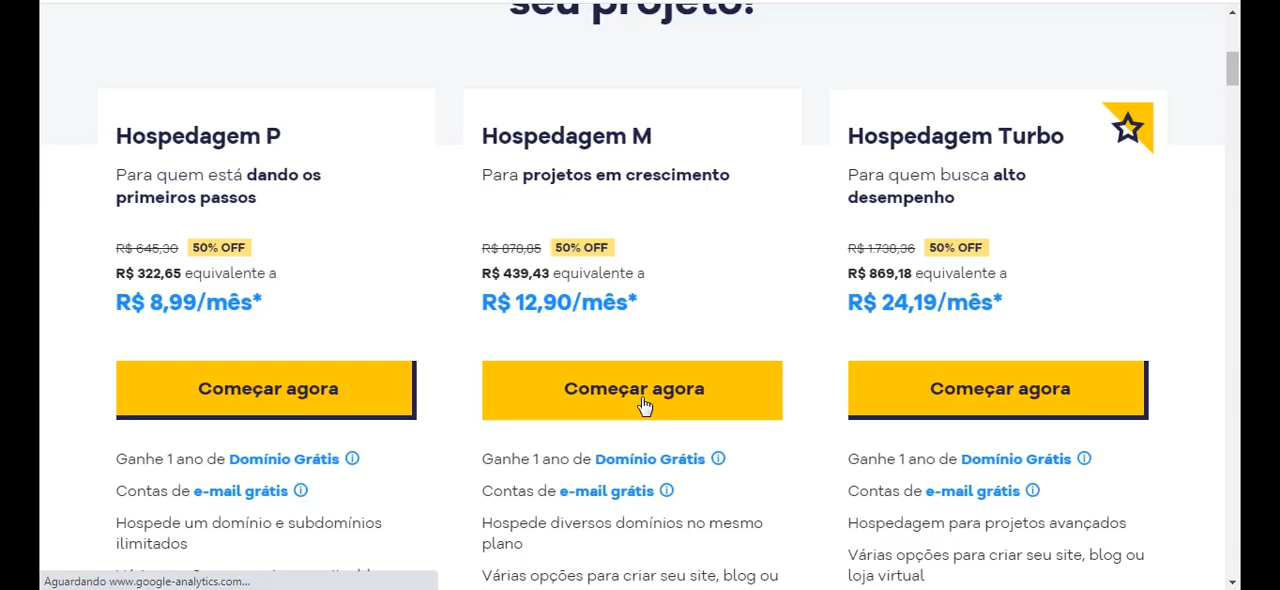 seu projeto!
Hospedagem P
Para quem está dando os
primeiros passos
R$ 645,30 50% OFF
R$ 322,65 equivalente a
R$ 8,99/mês*
Começar agora
Ganhe 1 ano de Domínio Grátis
Contas de e-mail grátis
Hospede um domínio e subdomínios
ilimitados
Hospedagem M
Para projetos em crescimento
R$ 878,85 50% OFF
R$ 439,43 equivalente a
R$ 12,90/mês*
Começar agora
Ganhe 1 ano de Domínio Grátis
Contas de e-mail grátis
Hospede diversos domínios no mesmo
plano
Várias opções para criar seu site, blog ou
Hospedagem Turbo
Para quem busca alto
desempenho
R$ 1.738,36 50% OFF
R$ 869,18 equivalente a
R$ 24,19/mês*
Começar agora
Ganhe 1 ano de Domínio Grátis
Contas de e-mail grátis
Hospedagem para projetos avançados
Várias opções para criar seu site, blog ou
loja virtual
Aguardando www.google-analytics.com...